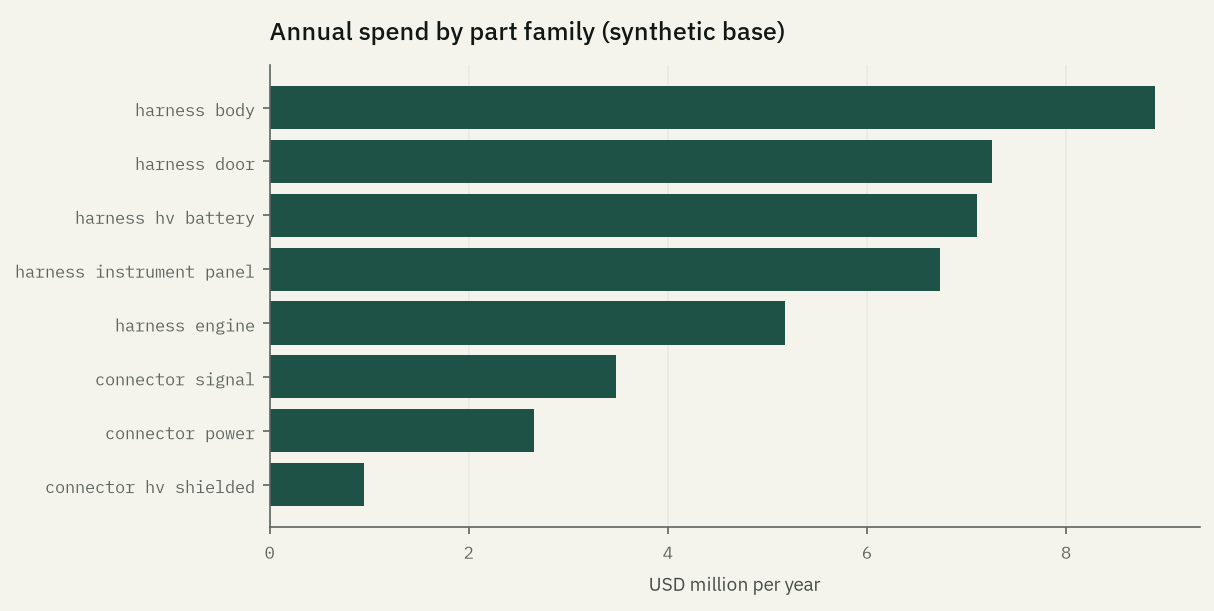 Annual spend by part family (synthetic base)
harness body
harness door
harness hv battery
harness instrument panel
harness engine
connector signal
connector power
connector hv shielded
0 2 4 6 8
USD million per year